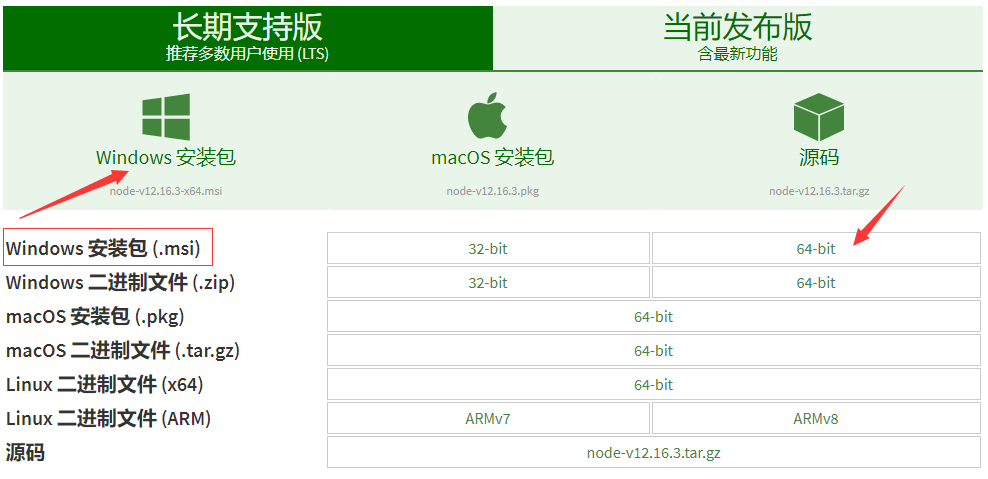 长期支持版
推荐多数用户使用 (LTS)
当前发布版
含最新功能
Windows 安装包
node-v12.16.3-x64.msi
macOS 安装包
node-v12.16.3.pkg
源码
node-v12.16.3.tar.gz
Windows 安装包 (.msi) 32-bit 64-bit
Windows 二进制文件 (.zip) 32-bit 64-bit
macOS 安装包 (.pkg) 64-bit
macOS 二进制文件 (.tar.gz) 64-bit
Linux 二进制文件 (x64) 64-bit
Linux 二进制文件 (ARM) ARMv7 ARMv8
源码 node-v12.16.3.tar.gz